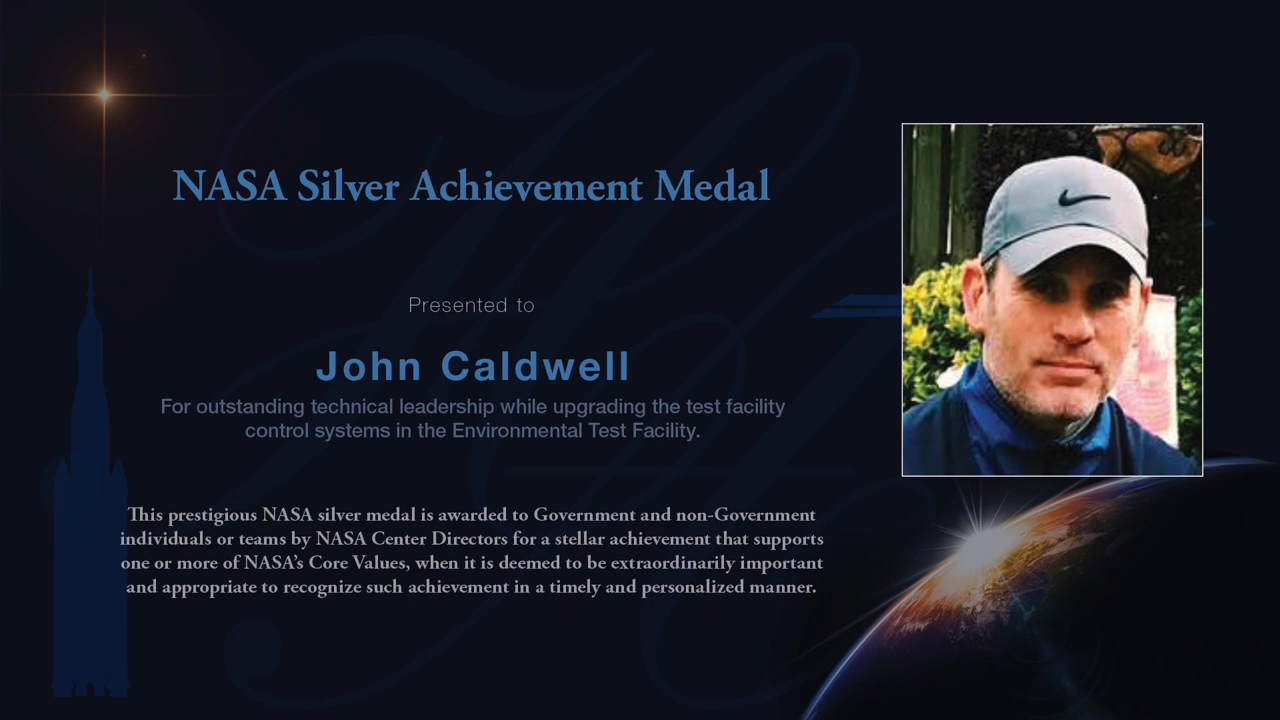 NASA Silver Achievement Medal
Presented to
John Caldwell
For outstanding technical leadership while upgrading the test facility
control systems in the Environmental Test Facility.
This prestigious NASA silver medal is awarded to Government and non-Government
individuals or teams by NASA Center Directors for a stellar achievement that supports
one or more of NASA’s Core Values, when it is deemed to be extraordinarily important
and appropriate to recognize such achievement in a timely and personalized manner.